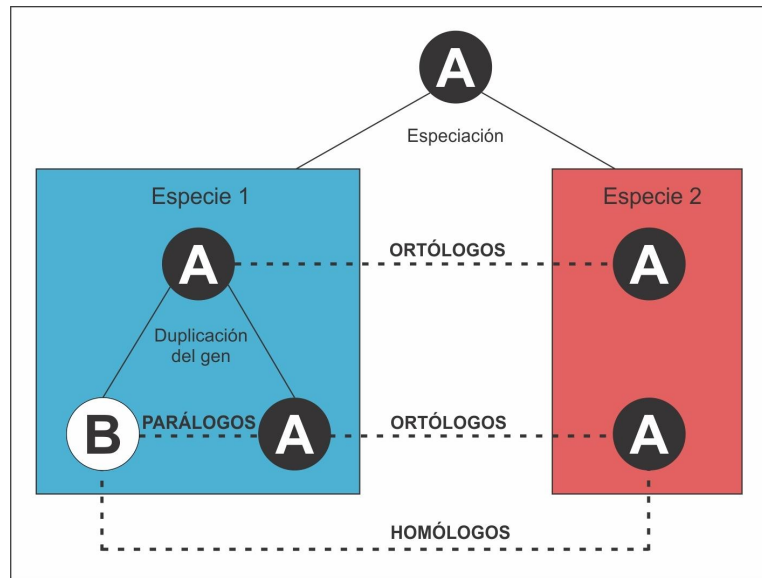 A
Especiación
Especie 1
Especie 2
A
ORTÓLOGOS
A
Duplicación
del gen
B
PARÁLOGOS
A
ORTÓLOGOS
A
HOMÓLOGOS